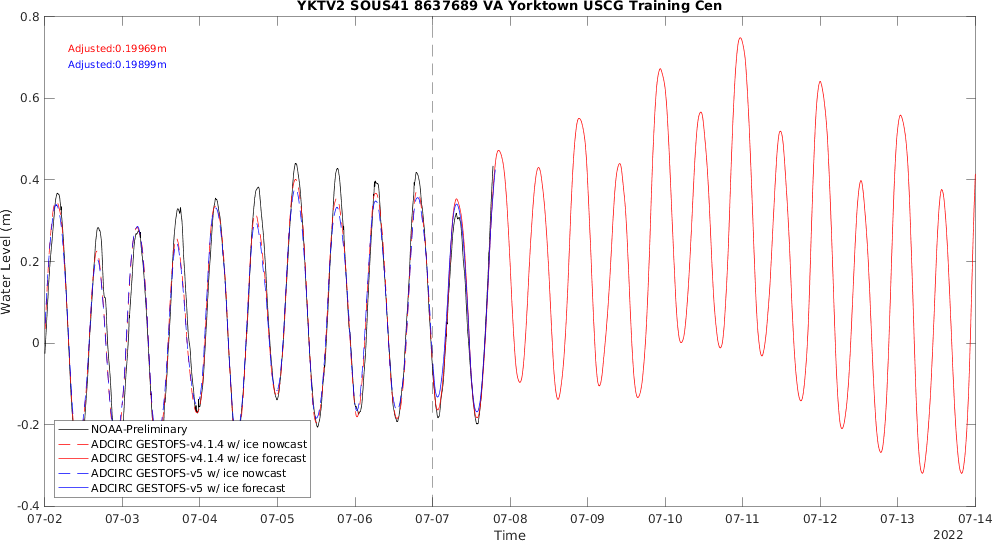 YKTV2 SOUS41 8637689 VA Yorktown USCG Training Cen
Adjusted:0.19969m
Adjusted:0.19899m
Water Level (m)
0.8
0.6
0.4
0.2
0
-0.2
-0.4
NOAA-Preliminary
ADCIRC GESTOFS-v4.1.4 w/ ice nowcast
ADCIRC GESTOFS-v4.1.4 w/ ice forecast
ADCIRC GESTOFS-v5 w/ ice nowcast
ADCIRC GESTOFS-v5 w/ ice forecast
07-02 07-03 07-04 07-05 07-06 07-07 07-08 07-09 07-10 07-11 07-12 07-13 07-14
Time
2022